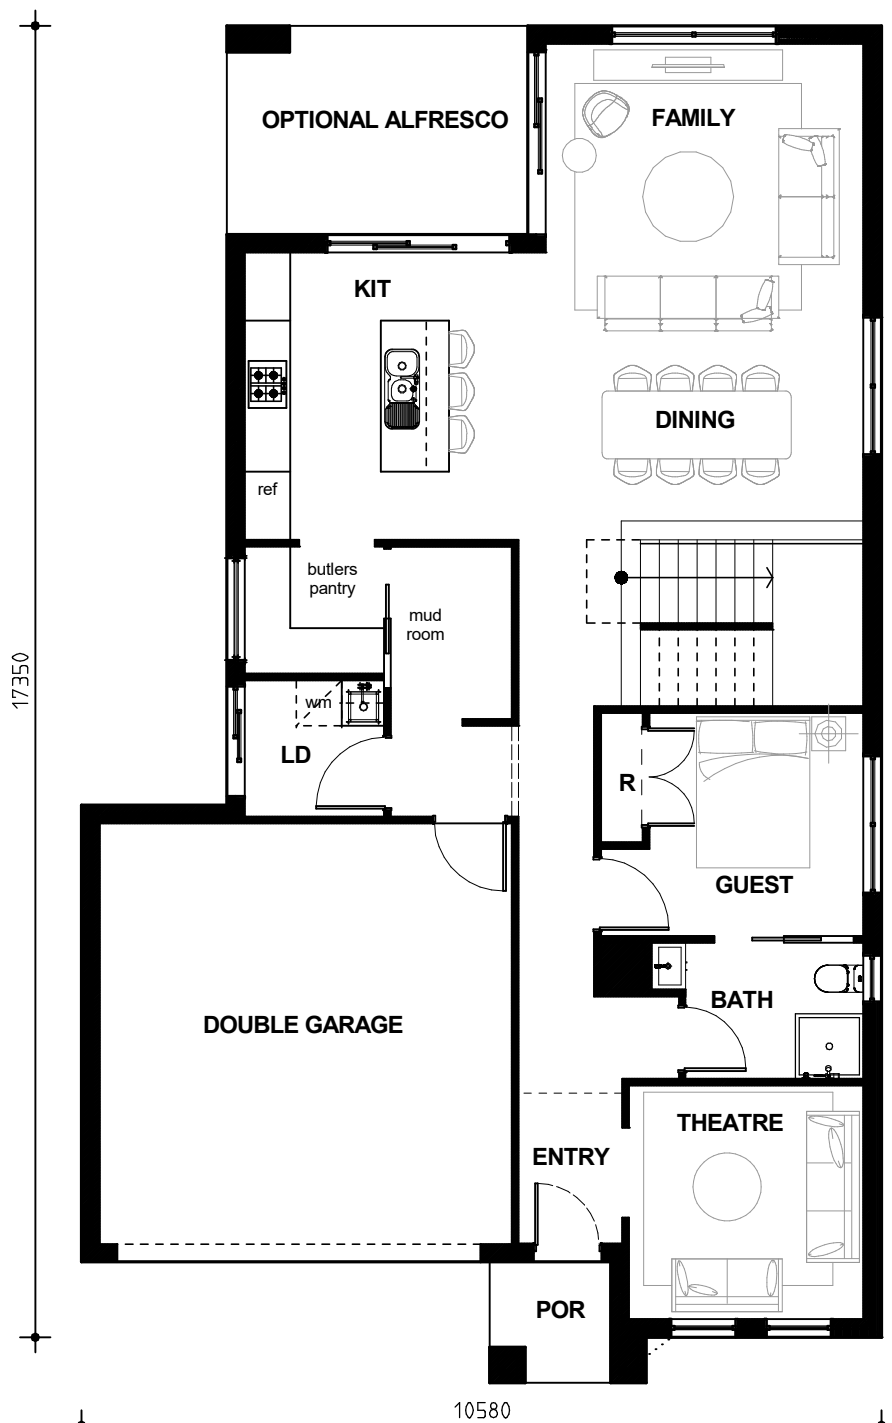 OPTIONAL ALFRESCO
FAMILY
KIT
DINING
ref
butlers
pantry
mud
room
17350
wm
LD
R
GUEST
BATH
DOUBLE GARAGE
THEATRE
ENTRY
POR
10580